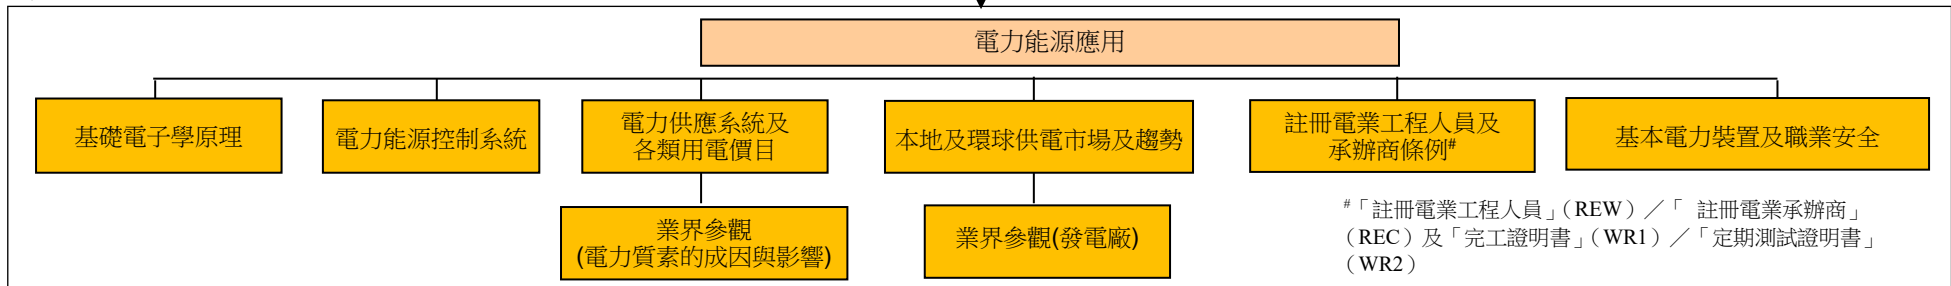 電力能源應用
基礎電子學原理
電力能源控制系統
電力供應系統及
各類用電價目
本地及環球供電市場及趨勢
註冊電業工程人員及
承辦商條例#
基本電力裝置及職業安全
業界參觀
(電力質素的成因與影響)
業界參觀(發電廠)
#「註冊電業工程人員」(REW)／「 註冊電業承辦商」
(REC) 及「完工證明書」(WR1)／「定期測試證明書」
(WR2)